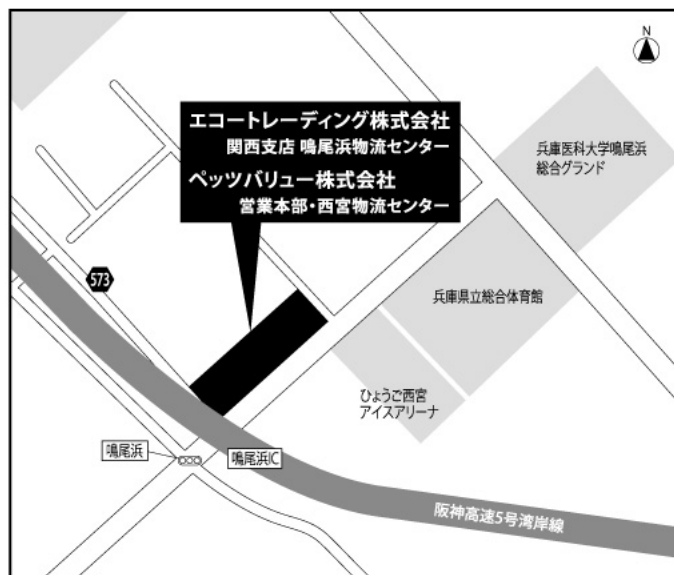 N
エコートレーディング株式会社
関西支店 鳴尾浜物流センター
ペッツバリュー株式会社
営業本部・西宮物流センター
兵庫医科大学鳴尾浜
総合グランド
573
兵庫県立総合体育館
ひょうご西宮
アイスアリーナ
鳴尾浜
鳴尾浜IC
阪神高速5号湾岸線